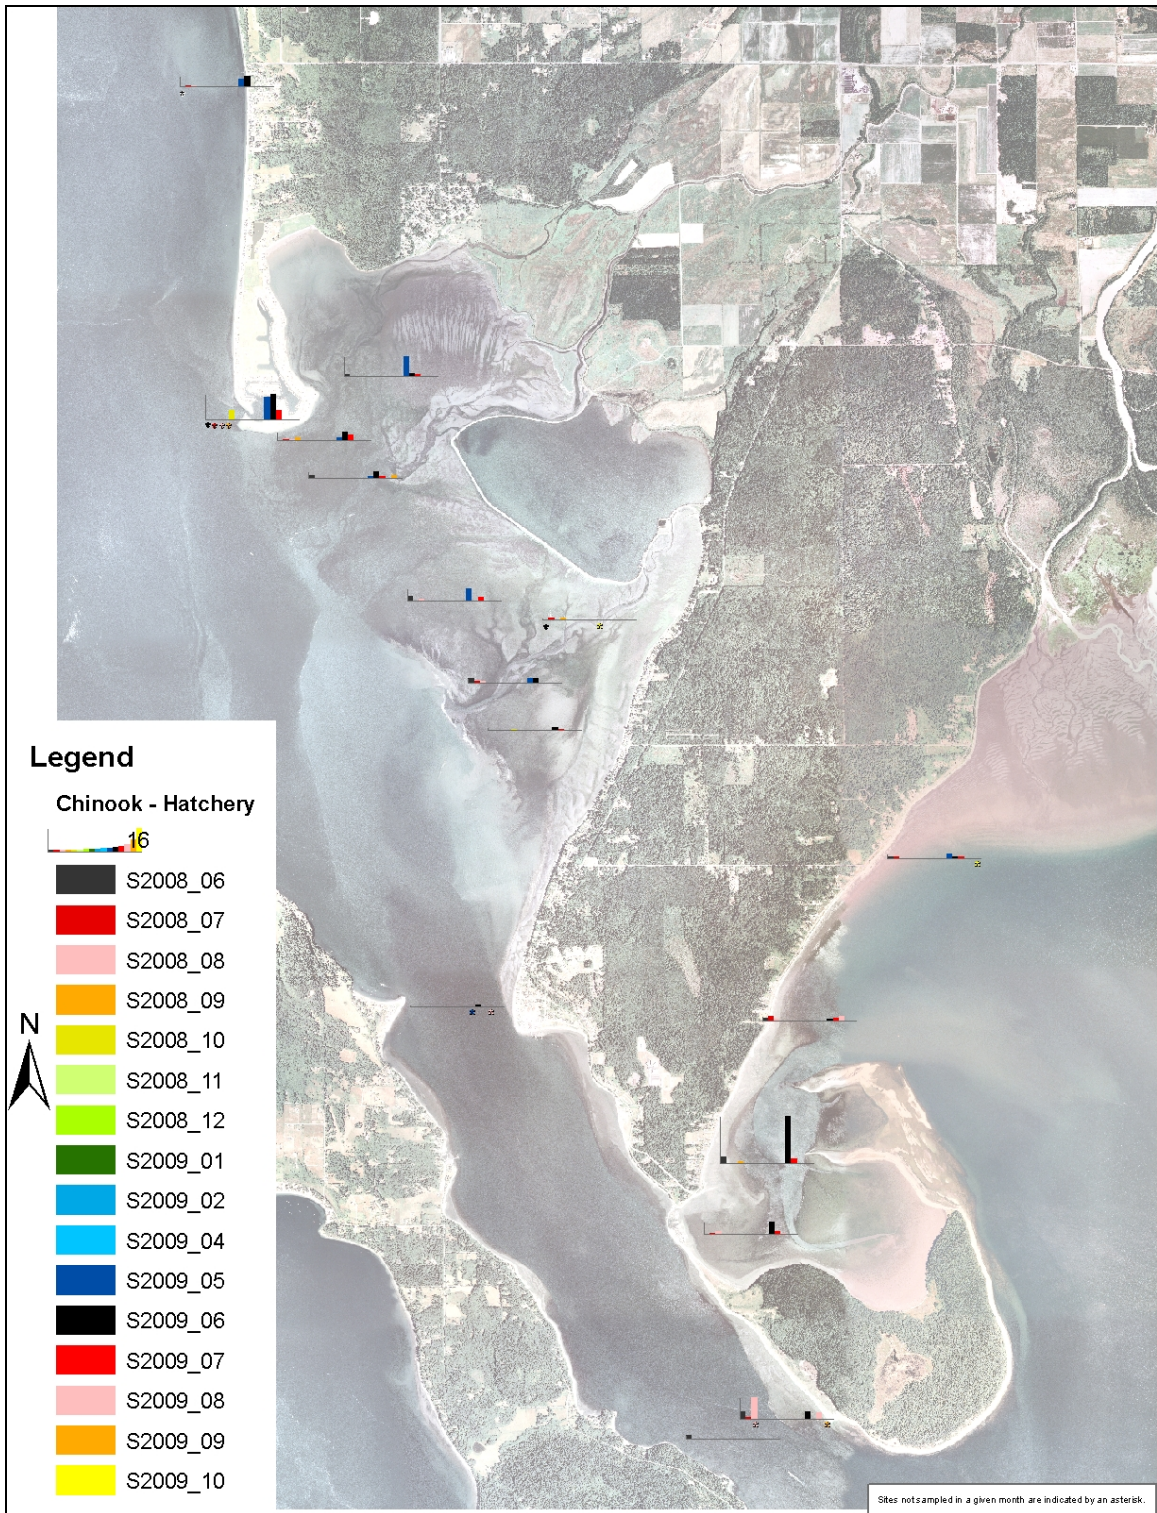 Legend
Chinook - Hatchery
16
S2008_06
S2008_07
S2008_08
S2008_09
S2008_10
S2008_11
S2008_12
S2009_01
S2009_02
S2009_04
S2009_05
S2009_06
S2009_07
S2009_08
S2009_09
S2009_10
N
Sites not sampled in a given month are indicated by an asterisk.